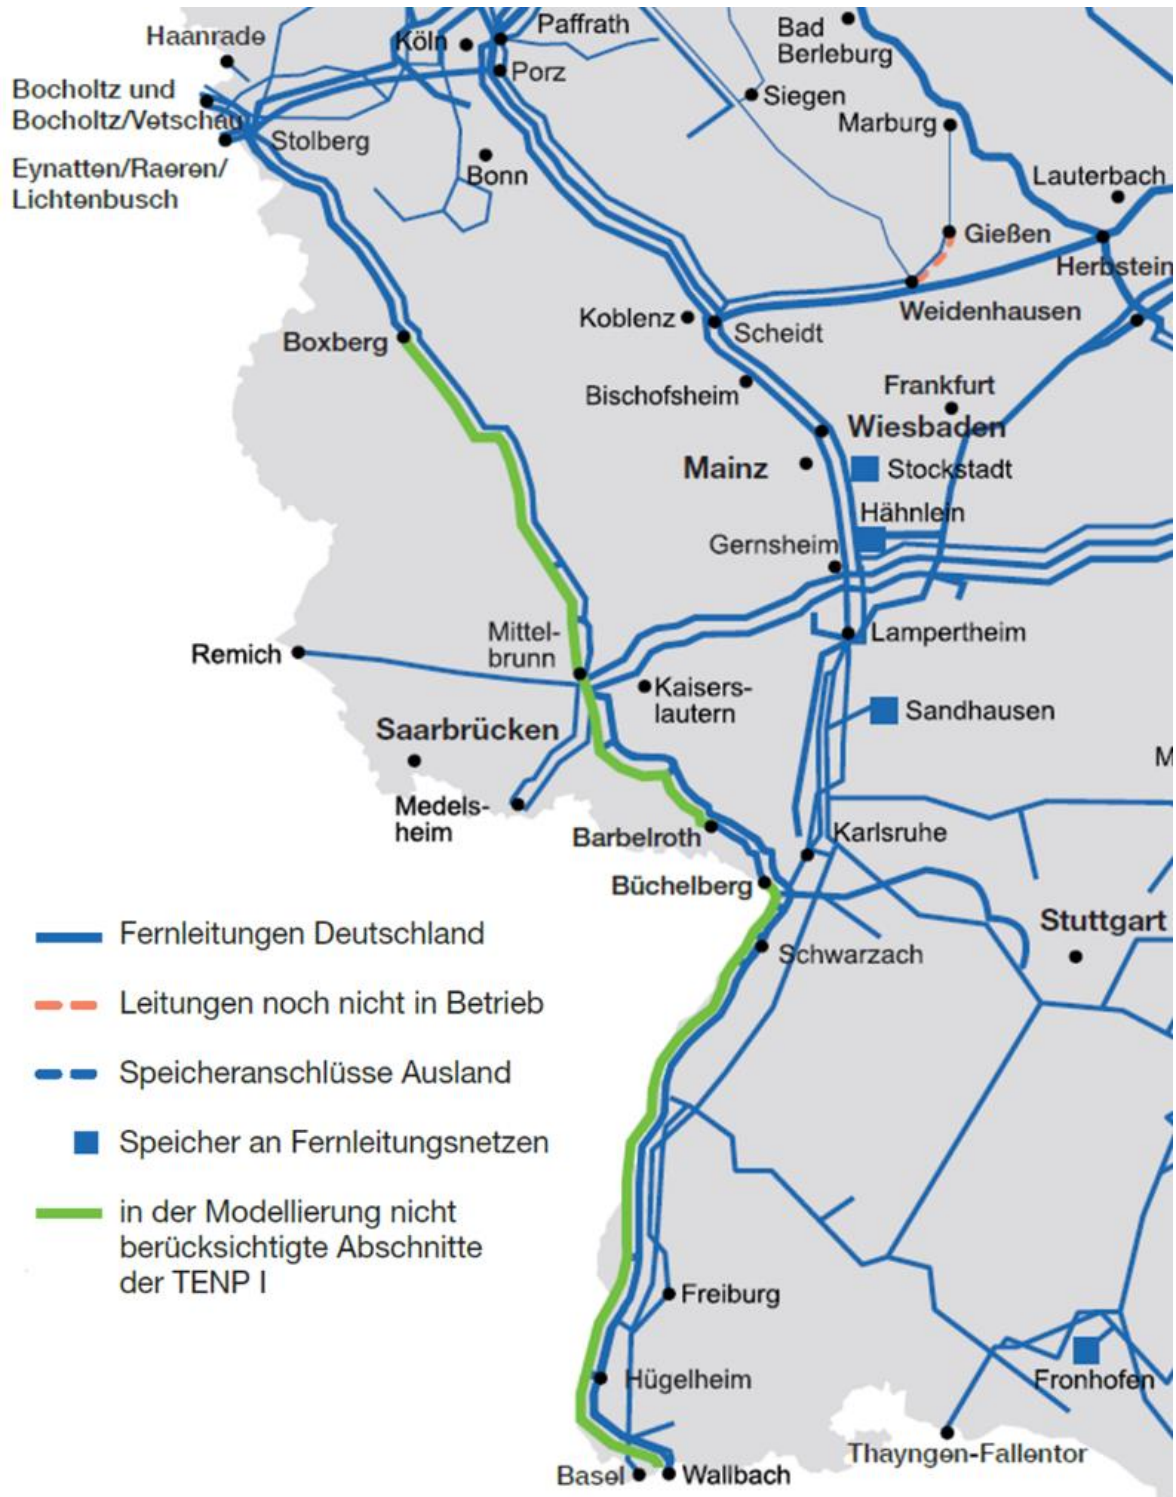 Haanrade
Köln
Paffrath
Bad
Berleburg
Bocholtz und
Bocholtz/Vetschau
Porz
Siegen
Marburg
Stolberg
Eynatten/Raeren/
Lichtenbusch
Bonn
Lauterbach
Gießen
Herbstein
Koblenz
Scheidt
Weidenhausen
Boxberg
Bischofsheim
Frankfurt
Wiesbaden
Mainz
Stockstadt
Hähnlein
Gernsheim
Mittel-
brunn
Lampertheim
Remich
Kaisers-
lautern
Sandhausen
Saarbrücken
M
Medels-
heim
Barbelroth
Karlsruhe
Büchelberg
Stuttgart
Schwarzach
Fernleitungen Deutschland
Leitungen noch nicht in Betrieb
Speicheranschlüsse Ausland
Speicher an Fernleitungsnetzen
in der Modellierung nicht
berücksichtigte Abschnitte
der TENP I
Freiburg
Hügelheim
Fronhofen
Thayngen-Fallentor
Basel
Wallbach